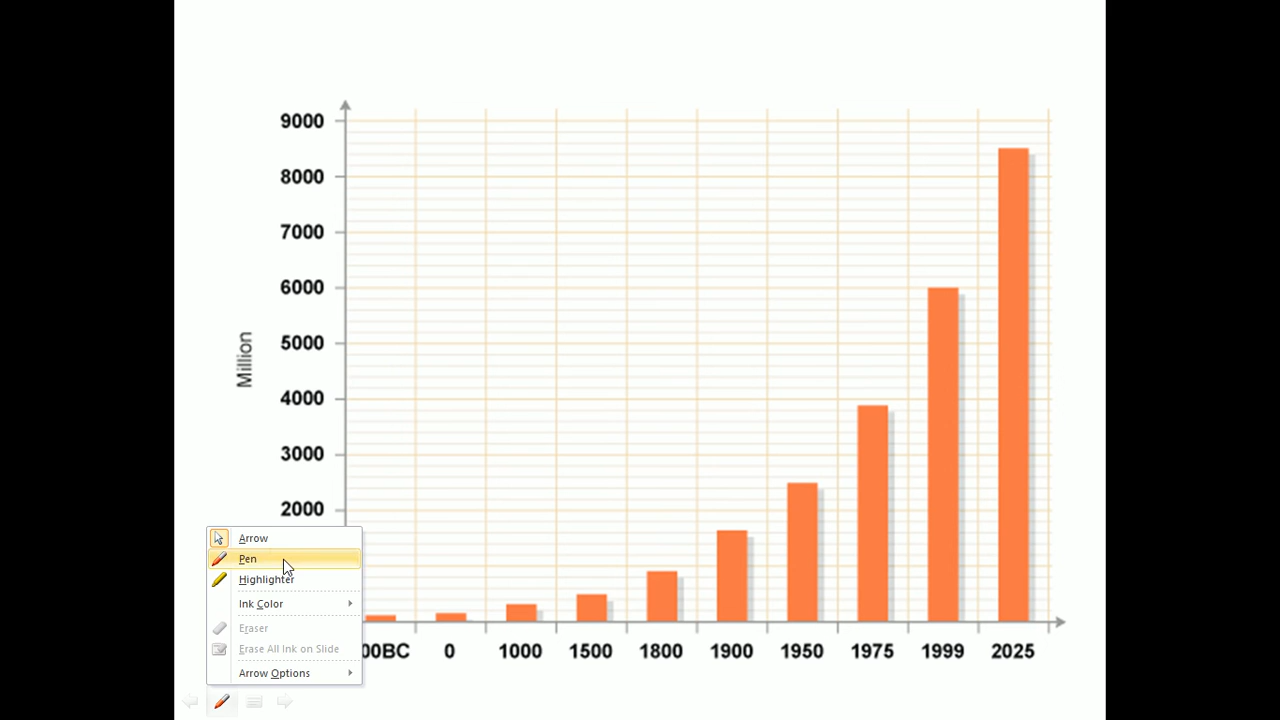 9000
8000
7000
6000
5000
4000
3000
2000
Million
Arrow
Pen
Highlighter
Ink Color
Eraser
Erase All Ink on Slide
Arrow Options
00BC 0 1000 1500 1800 1900 1950 1975 1999 2025